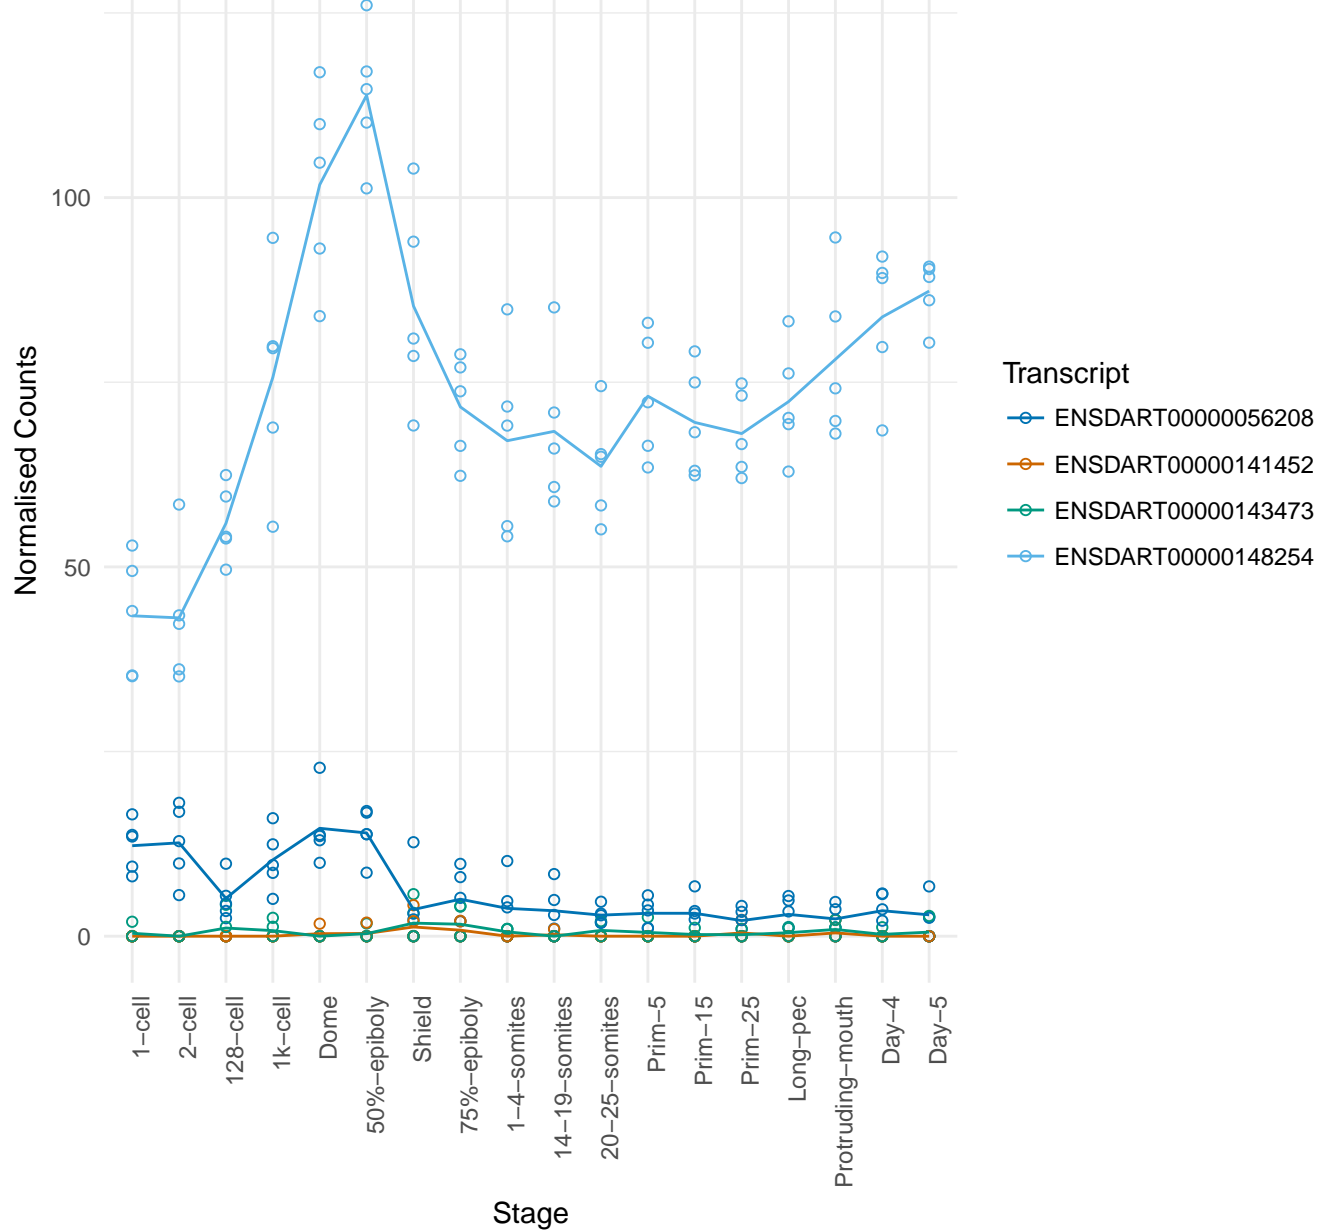 100
50
0
Normalised Counts
1−cell
2−cell
128−cell
1k−cell
Dome
50%−epiboly
Shield
75%−epiboly
1−4−somites
14−19−somites
20−25−somites
Prim−5
Prim−15
Prim−25
Long−pec
Protruding−mouth
Day−4
Day−5
Stage
Transcript
ENSDART00000056208
ENSDART00000141452
ENSDART00000143473
ENSDART00000148254